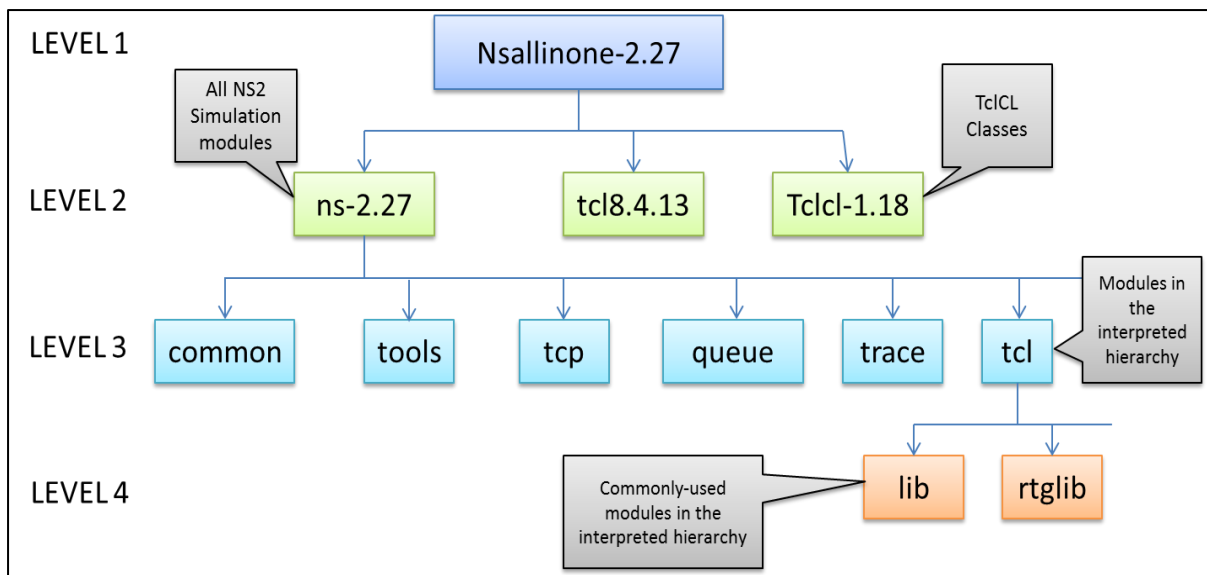 LEVEL 1
Nsallinone-2.27
All NS2
Simulation
modules
TclCL
Classes
LEVEL 2
ns-2.27
tcl8.4.13
Tclcl-1.18
Modules in
the
interpreted
hierarchy
LEVEL 3
common
tools
tcp
queue
trace
tcl
LEVEL 4
Commonly-used
modules in the
interpreted hierarchy
lib
rtglib